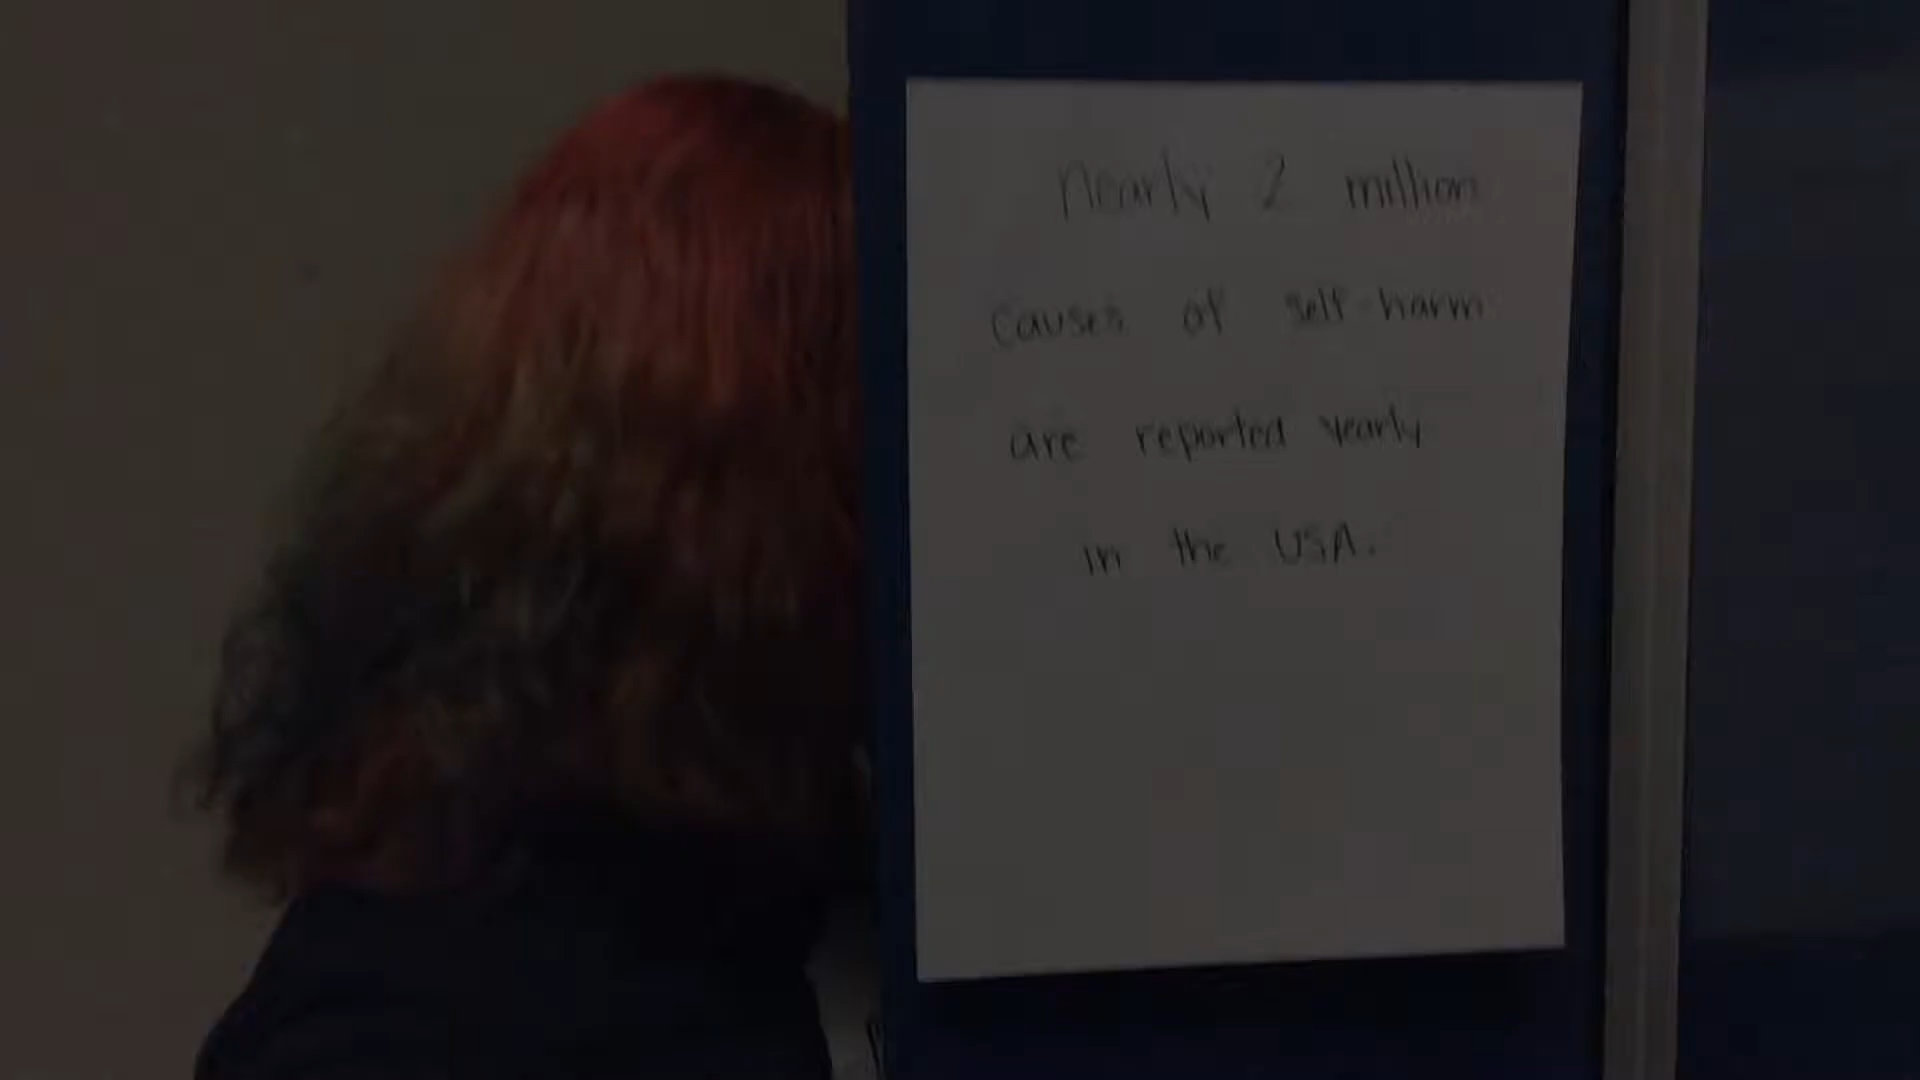 Nearly 2 million
causes of self-harm
are reported yearly
in the USA.